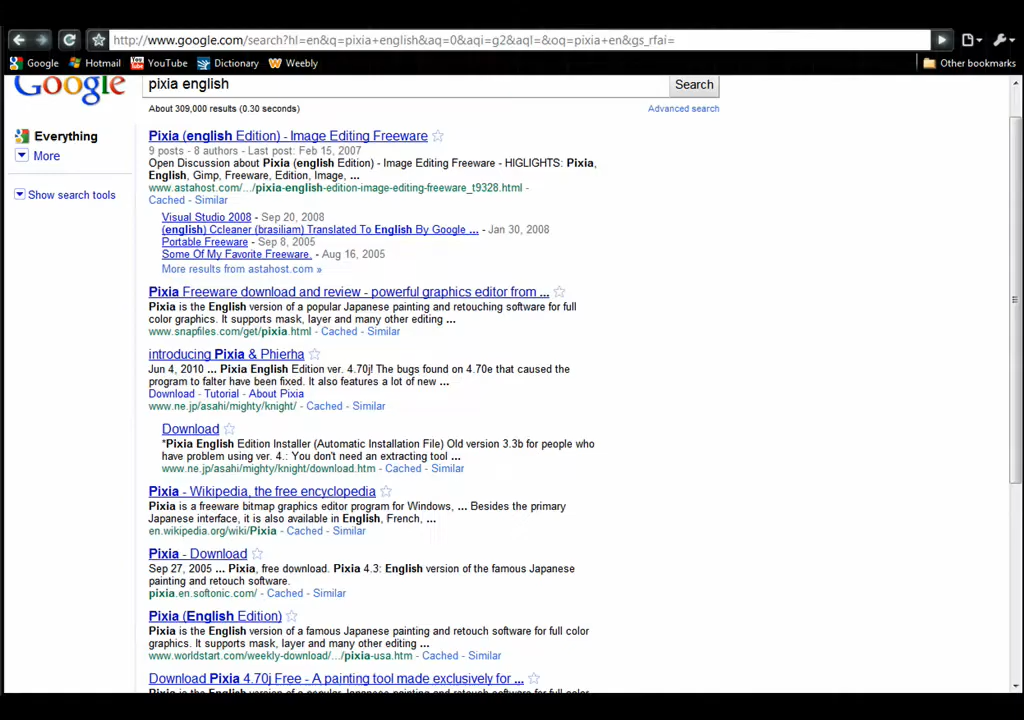 http://www.google.com/search?hl=en&q=pixia+english&aq=0&aqi=g2&aql=&oq=pixia+en&gs_rfai=
Google Hotmail YouTube Dictionary Weebly Other bookmarks
Google pixia english Search
About 309,000 results (0.30 seconds) Advanced search
Everything
More
Show search tools
Pixia (english Edition) - Image Editing Freeware
9 posts - 8 authors - Last post: Feb 15, 2007
Open Discussion about Pixia (english Edition) - Image Editing Freeware - HIGLIGHTS: Pixia,
English, Gimp, Freeware, Edition, Image, ...
www.astahost.com/.../pixia-english-edition-image-editing-freeware_t9328.html -
Cached - Similar
Visual Studio 2008 - Sep 20, 2008
(english) Ccleaner (brasiliam) Translated To English By Google ... - Jan 30, 2008
Portable Freeware - Sep 8, 2005
Some Of My Favorite Freeware. - Aug 16, 2005
More results from astahost.com »
Pixia Freeware download and review - powerful graphics editor from ...
Pixia is the English version of a popular Japanese painting and retouching software for full
color graphics. It supports mask, layer and many other editing ...
www.snapfiles.com/get/pixia.html - Cached - Similar
introducing Pixia & Phierha
Jun 4, 2010 ... Pixia English Edition ver. 4.70j! The bugs found on 4.70e that caused the
program to falter have been fixed. It also features a lot of new ...
Download - Tutorial - About Pixia
www.ne.jp/asahi/mighty/knight/ - Cached - Similar
Download
*Pixia English Edition Installer (Automatic Installation File) Old version 3.3b for people who
have problem using ver. 4.: You don't need an extracting tool ...
www.ne.jp/asahi/mighty/knight/download.htm - Cached - Similar
Pixia - Wikipedia, the free encyclopedia
Pixia is a freeware bitmap graphics editor program for Windows, ... Besides the primary
Japanese interface, it is also available in English, French, ...
en.wikipedia.org/wiki/Pixia - Cached - Similar
Pixia - Download
Sep 27, 2005 ... Pixia, free download. Pixia 4.3: English version of the famous Japanese
painting and retouch software.
pixia.en.softonic.com/ - Cached - Similar
Pixia (English Edition)
Pixia is the English version of a famous Japanese painting and retouch software for full color
graphics. It supports mask, layer and many other editing ...
www.worldstart.com/weekly-download/.../pixia-usa.htm - Cached - Similar
Download Pixia 4.70j Free - A painting tool made exclusively for ...
Pixia is the English version of a popular Japanese painting and retouching software for full